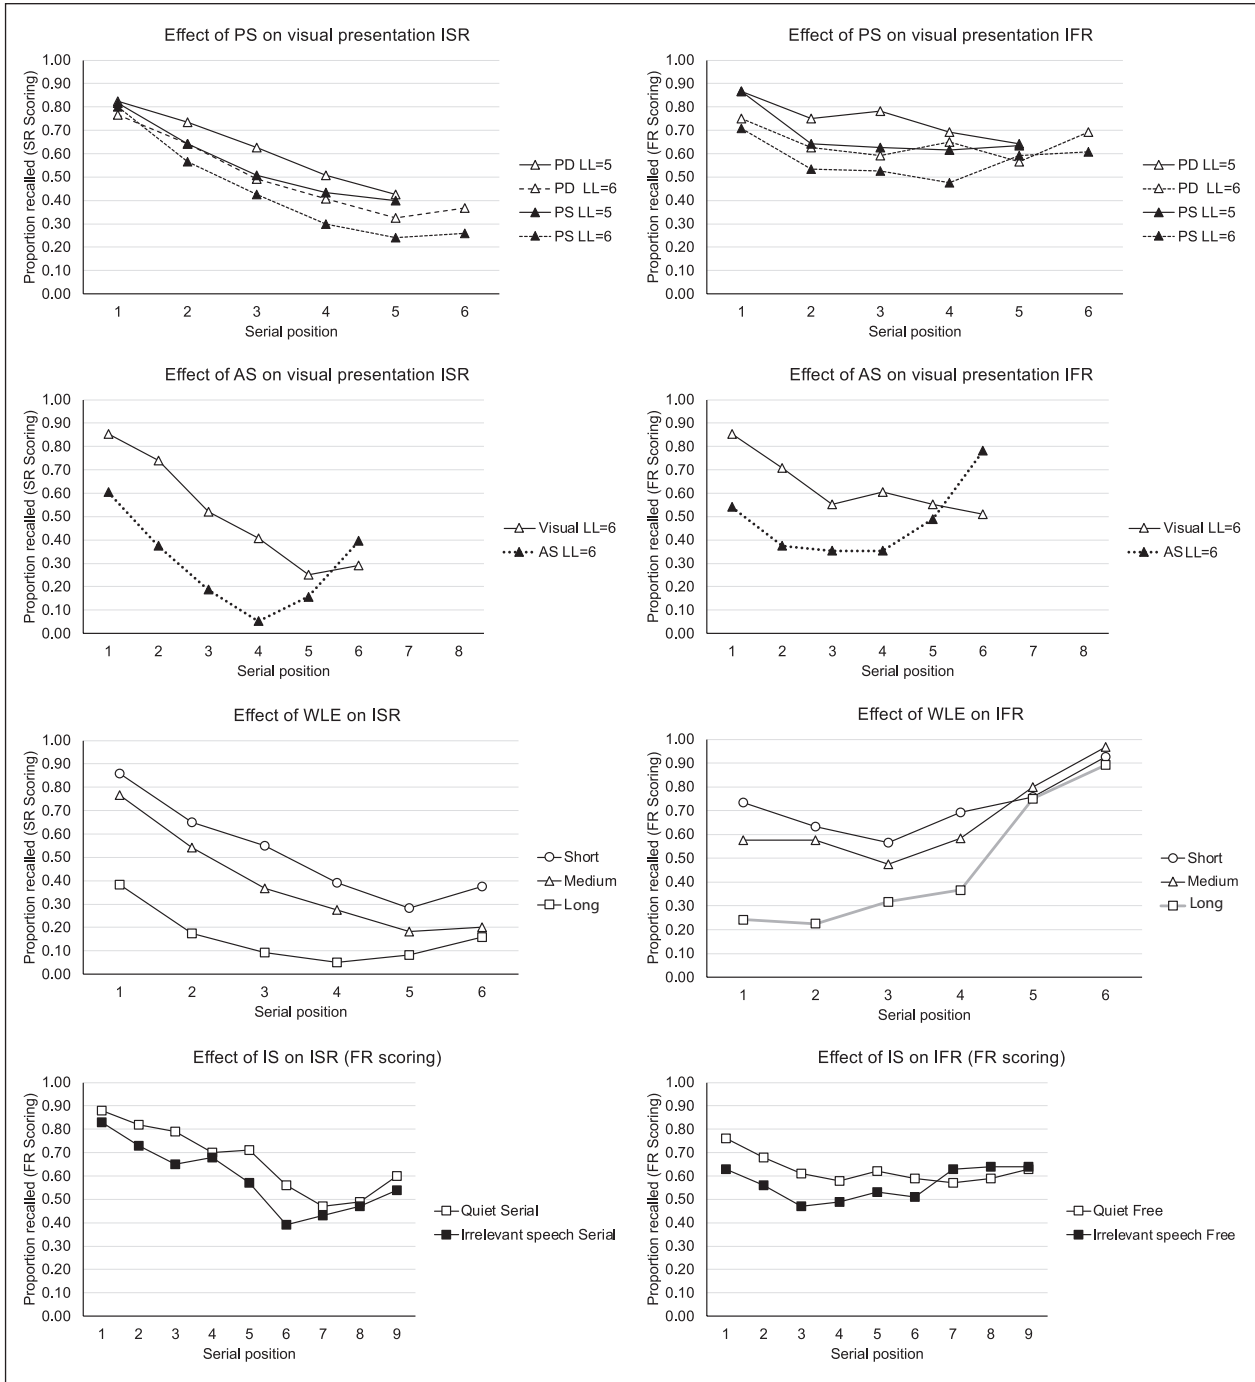 Effect of PS on visual presentation ISR
Proportion recalled (SR Scoring)
1.00
0.90
0.80
0.70
0.60
0.50
0.40
0.30
0.20
0.10
0.00
1 2 3 4 5 6
Serial position
PD LL=5
PD LL=6
PS LL=5
PS LL=6
Effect of PS on visual presentation IFR
Proportion recalled (FR Scoring)
1.00
0.90
0.80
0.70
0.60
0.50
0.40
0.30
0.20
0.10
0.00
1 2 3 4 5 6
Serial position
PD LL=5
PD LL=6
PS LL=5
PS LL=6
Effect of AS on visual presentation ISR
Proportion recalled (SR Scoring)
1.00
0.90
0.80
0.70
0.60
0.50
0.40
0.30
0.20
0.10
0.00
1 2 3 4 5 6 7 8
Serial position
Visual LL=6
AS LL=6
Effect of AS on visual presentation IFR
Proportion recalled (FR Scoring)
1.00
0.90
0.80
0.70
0.60
0.50
0.40
0.30
0.20
0.10
0.00
1 2 3 4 5 6 7 8
Serial position
Visual LL=6
AS LL=6
Effect of WLE on ISR
Proportion recalled (SR Scoring)
1.00
0.90
0.80
0.70
0.60
0.50
0.40
0.30
0.20
0.10
0.00
1 2 3 4 5 6
Serial position
Short
Medium
Long
Effect of WLE on IFR
Proportion recalled (FR Scoring)
1.00
0.90
0.80
0.70
0.60
0.50
0.40
0.30
0.20
0.10
0.00
1 2 3 4 5 6
Serial position
Short
Medium
Long
Effect of IS on ISR (FR scoring)
Proportion recalled (FR Scoring)
1.00
0.90
0.80
0.70
0.60
0.50
0.40
0.30
0.20
0.10
0.00
1 2 3 4 5 6 7 8 9
Serial position
Quiet Serial
Irrelevant speech Serial
Effect of IS on IFR (FR scoring)
Proportion recalled (FR Scoring)
1.00
0.90
0.80
0.70
0.60
0.50
0.40
0.30
0.20
0.10
0.00
1 2 3 4 5 6 7 8 9
Serial position
Quiet Free
Irrelevant speech Free